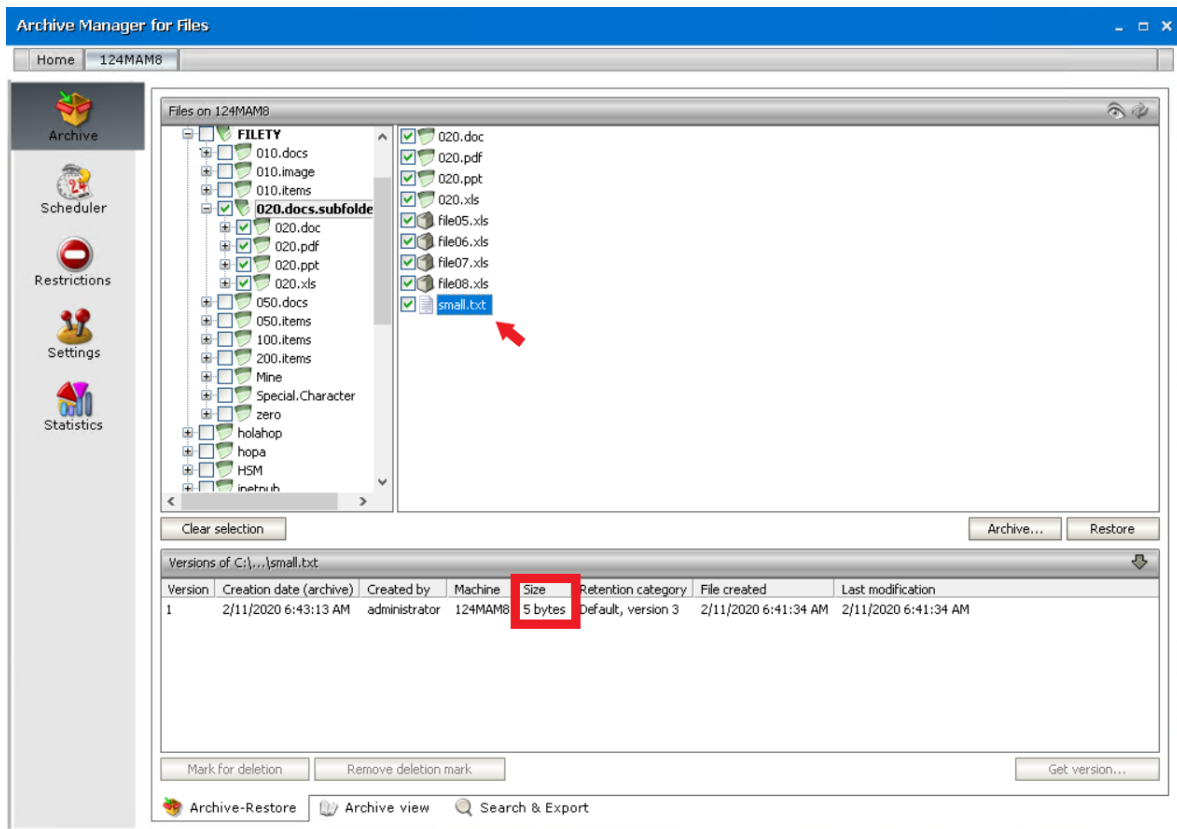 Archive Manager for Files
Home 124MAM8
Archive
Scheduler
Restrictions
Settings
Statistics
Files on 124MAM8
FILETY
010.docs
010.image
010.items
020.docs.subfolde
020.doc
020.pdf
020.ppt
020.xls
050.docs
050.items
100.items
200.items
Mine
Special.Character
zero
holahop
hopa
HSM
inetpub
020.doc
020.pdf
020.ppt
020.xls
file05.xls
file06.xls
file07.xls
file08.xls
small.txt
Clear selection Archive... Restore
Versions of C:\...\small.txt
Version Creation date (archive) Created by Machine Size Retention category File created Last modification
1 2/11/2020 6:43:13 AM administrator 124MAM8 5 bytes Default, version 3 2/11/2020 6:41:34 AM 2/11/2020 6:41:34 AM
Mark for deletion Remove deletion mark Get version...
Archive-Restore Archive view Search & Export